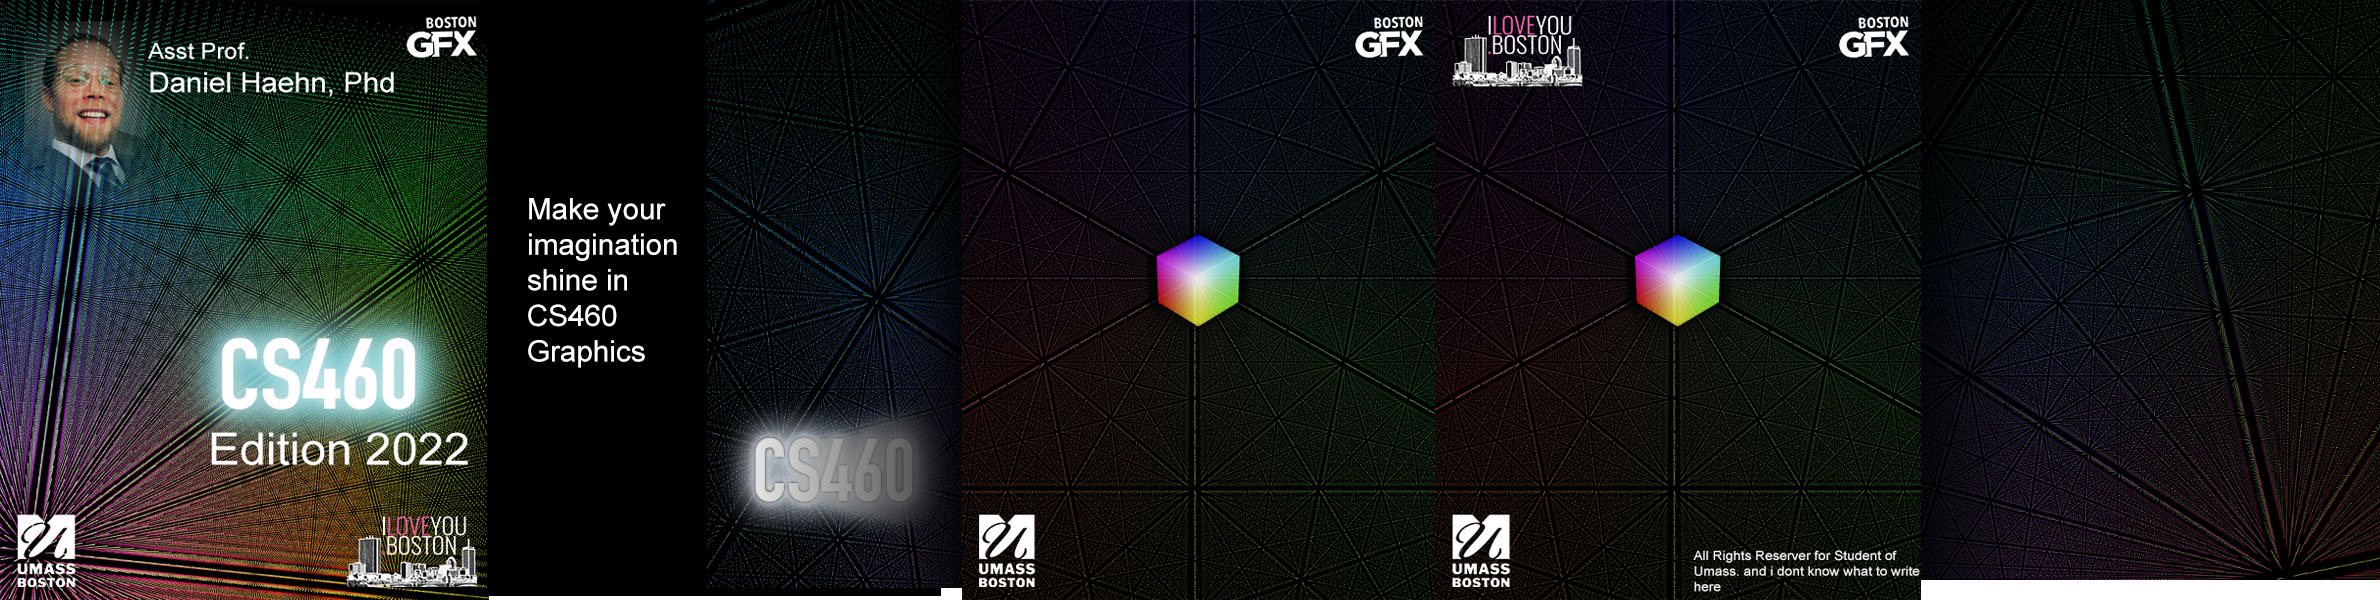 Asst Prof.
Daniel Haehn, Phd
BOSTON
GFX
CS460
Edition 2022
UMASS
BOSTON
I LOVE YOU
BOSTON
Make your
imagination
shine in
CS460
Graphics
CS460
BOSTON
GFX
UMASS
BOSTON
I LOVE YOU
.BOSTON
BOSTON
GFX
UMASS
BOSTON
All Rights Reserver for Student of
Umass. and i dont know what to write
here